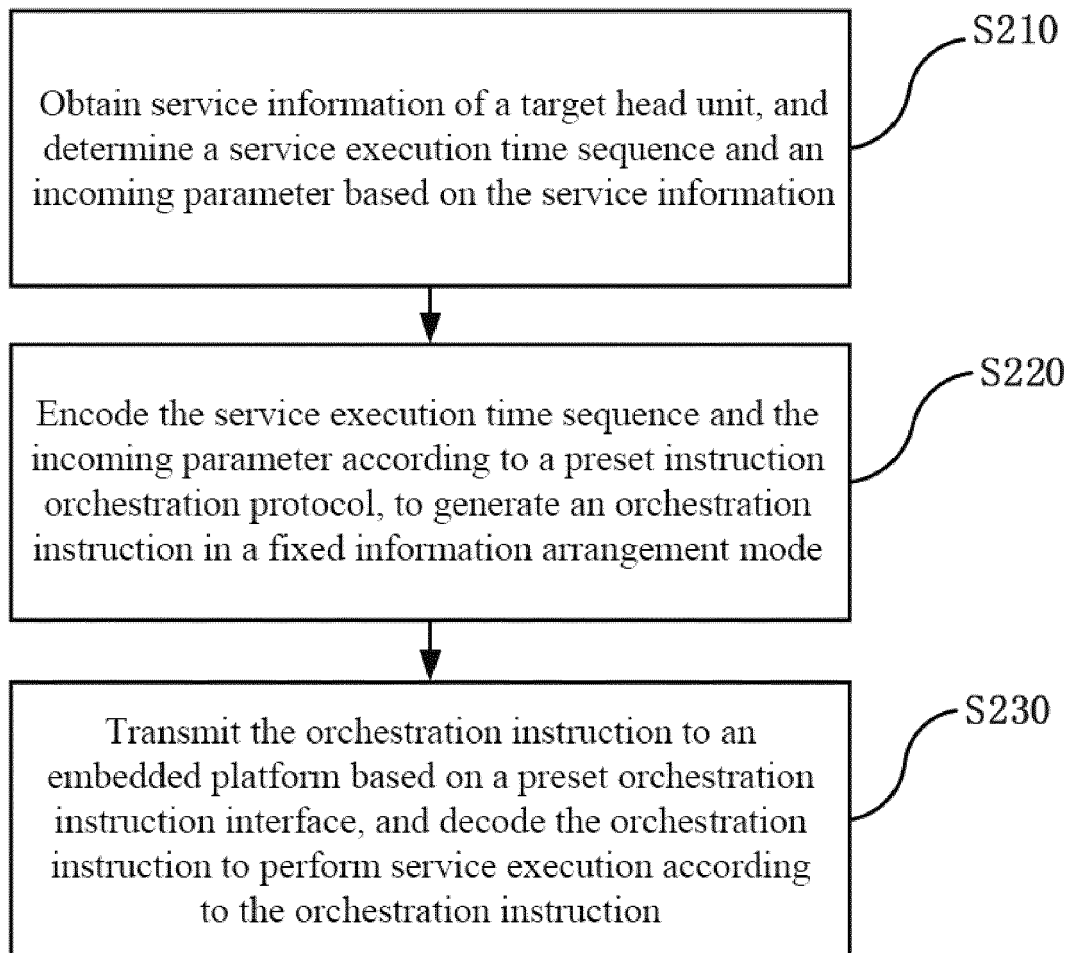 S210
Obtain service information of a target head unit, and
determine a service execution time sequence and an
incoming parameter based on the service information
S220
Encode the service execution time sequence and the
incoming parameter according to a preset instruction
orchestration protocol, to generate an orchestration
instruction in a fixed information arrangement mode
S230
Transmit the orchestration instruction to an
embedded platform based on a preset orchestration
instruction interface, and decode the orchestration
instruction to perform service execution according
to the orchestration instruction